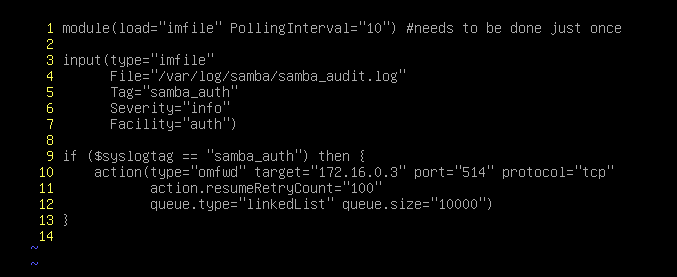 1 module(load="imfile" PollingInterval="10") #needs to be done just once
2
3 input(type="imfile"
4       File="/var/log/samba/samba_audit.log"
5       Tag="samba_auth"
6       Severity="info"
7       Facility="auth")
8
9 if ($syslogtag == "samba_auth") then {
10     action(type="omfwd" target="172.16.0.3" port="514" protocol="tcp"
11            action.resumeRetryCount="100"
12            queue.type="linkedList" queue.size="10000")
13 }
14
~
~